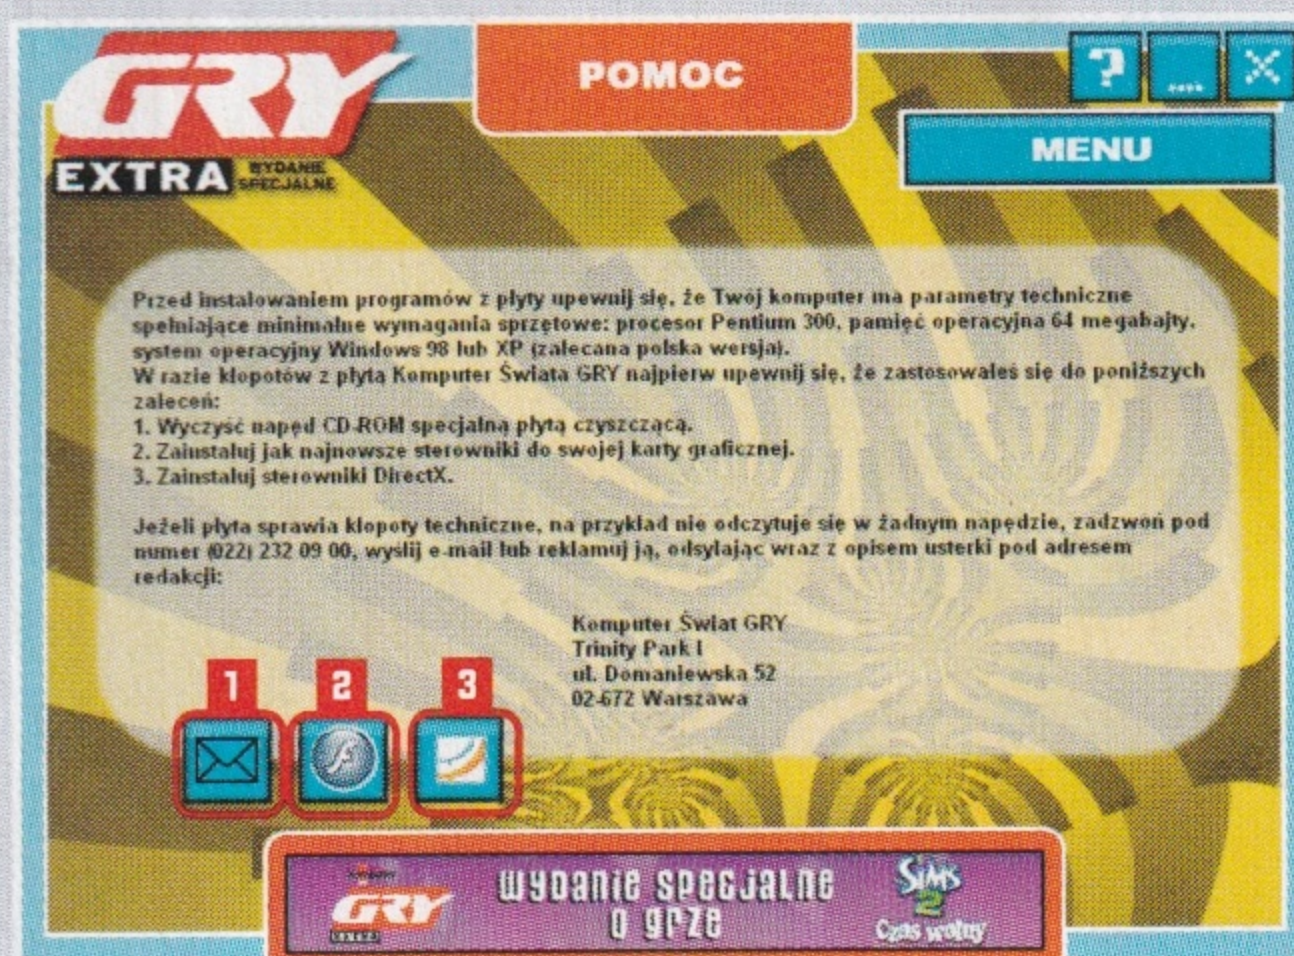 GRY
EXTRA WYDANIE SPECJALNE
POMOC
?
MENU
Przed instalowaniem programów z płyty upewnij się, że Twój komputer ma parametry techniczne
spełniające minimalne wymagania sprzętowe: procesor Pentium 300, pamięć operacyjna 64 megabajty,
system operacyjny Windows 98 lub XP (zalecana polska wersja).
W razie kłopotów z płytą Komputer Świata GRY najpierw upewnij się, że zastosowałeś się do poniższych
zaleceń:
1. Wyczyść napęd CD-ROM specjalną płytą czyszczącą.
2. Zainstaluj jak najnowsze sterowniki do swojej karty graficznej.
3. Zainstaluj sterowniki DirectX.
Jeżeli płyta sprawia kłopoty techniczne, na przykład nie odczytuje się w żadnym napędzie, zadzwoń pod
numer (022) 232 09 00, wyślij e-mail lub reklamuj ją, odsyłając wraz z opisem usterki pod adresem
redakcji:
Komputer Świat GRY
Trinity Park I
ul. Domaniewska 52
02-672 Warszawa
1 2 3
GRY
EXTRA
wydanie specjalne
o grze
SIMS
2
Czas wolny